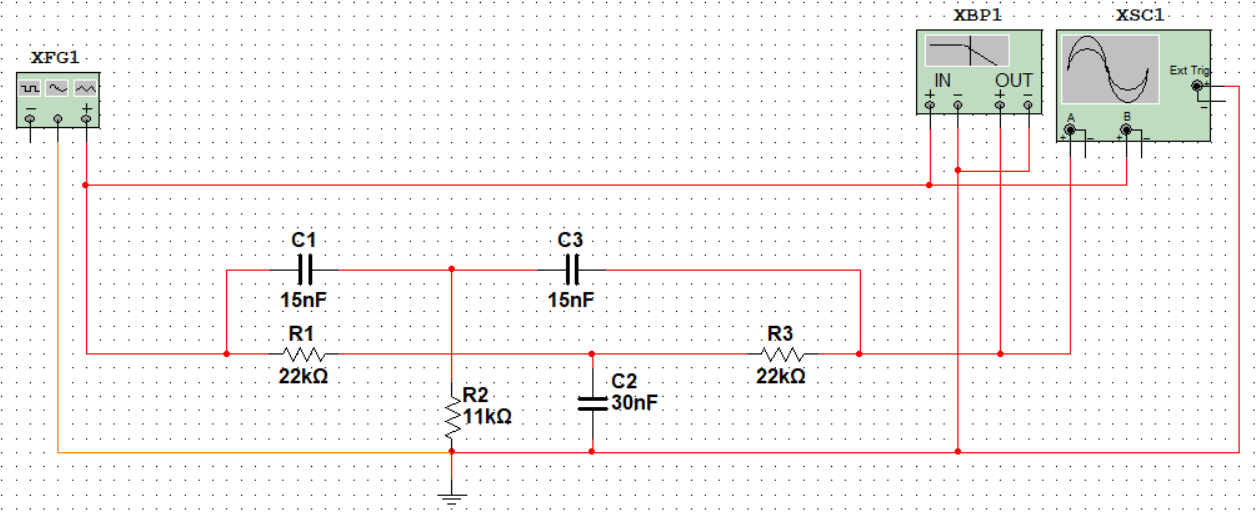 XBP1
XSC1
XFG1
Ext Trig
+
−
IN
OUT
+
−
+
−
A
B
+
−
+
−
−
+
C1
15nF
C3
15nF
R1
22kΩ
R3
22kΩ
R2
11kΩ
C2
30nF